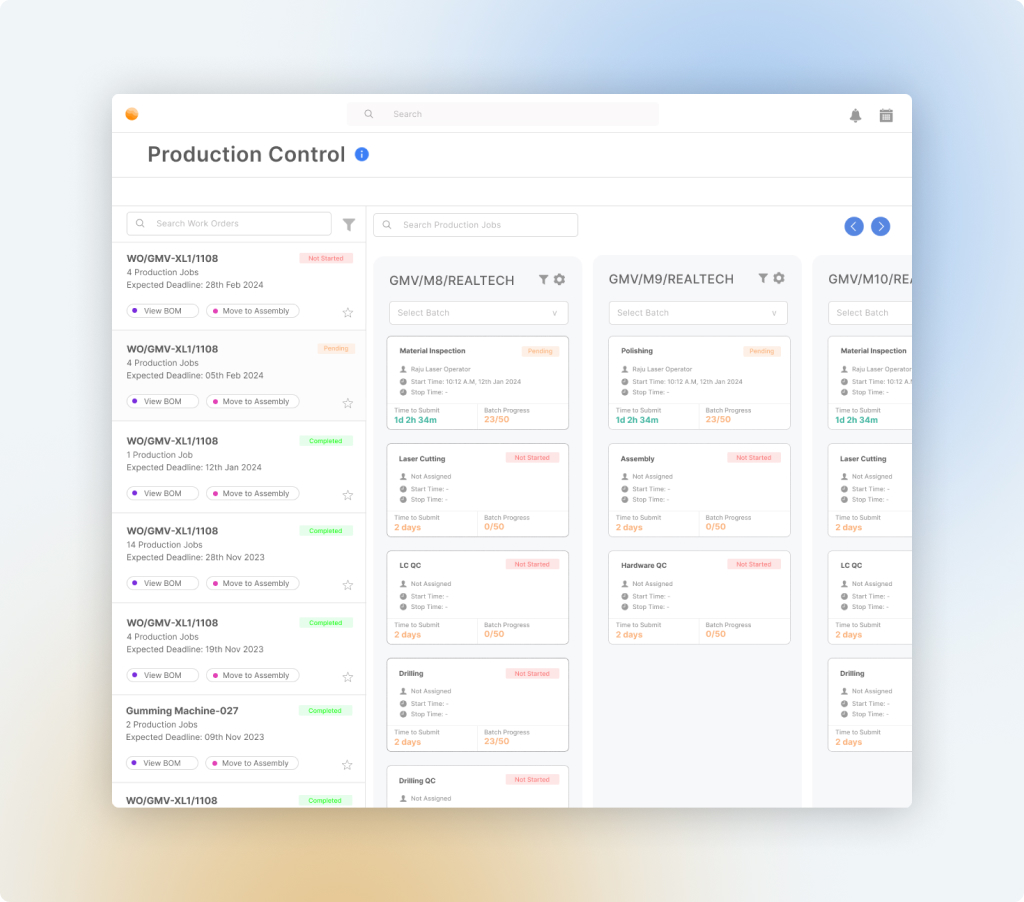 Search
Production Control
Search Work Orders
WO/GMV-XL1/1108
Not Started
4 Production Jobs
Expected Deadline: 28th Feb 2024
View BOM
Move to Assembly
WO/GMV-XL1/1108
Pending
4 Production Jobs
Expected Deadline: 05th Feb 2024
View BOM
Move to Assembly
WO/GMV-XL1/1108
Completed
1 Production Job
Expected Deadline: 12th Jan 2024
View BOM
Move to Assembly
WO/GMV-XL1/1108
Completed
14 Production Jobs
Expected Deadline: 28th Nov 2023
View BOM
Move to Assembly
WO/GMV-XL1/1108
Completed
4 Production Jobs
Expected Deadline: 19th Nov 2023
View BOM
Move to Assembly
Gumming Machine-027
Completed
2 Production Jobs
Expected Deadline: 09th Nov 2023
View BOM
Move to Assembly
WO/GMV-XL1/1108
Completed
Search Production Jobs
GMV/M8/REALTECH
Select Batch
Material Inspection
Pending
Raju Laser Operator
Start Time: 10:12 A.M, 12th Jan 2024
Stop Time: -
Time to Submit
1d 2h 34m
Batch Progress
23/50
Laser Cutting
Not Started
Not Assigned
Start Time: -
Stop Time: -
Time to Submit
2 days
Batch Progress
0/50
LC QC
Not Started
Not Assigned
Start Time: -
Stop Time: -
Time to Submit
2 days
Batch Progress
0/50
Drilling
Not Started
Not Assigned
Start Time: -
Stop Time: -
Time to Submit
2 days
Batch Progress
23/50
Drilling QC
Not Started
Not Assigned
GMV/M9/REALTECH
Select Batch
Polishing
Pending
Raju Laser Operator
Start Time: 10:12 A.M, 12th Jan 2024
Stop Time: -
Time to Submit
1d 2h 34m
Batch Progress
23/50
Assembly
Not Started
Not Assigned
Start Time: -
Stop Time: -
Time to Submit
2 days
Batch Progress
0/50
Hardware QC
Not Started
Not Assigned
Start Time: -
Stop Time: -
Time to Submit
2 days
Batch Progress
0/50
GMV/M10/REA
Select Batch
Material Inspection
Raju Laser Operator
Start Time: 10:12 A.M
Stop Time: -
Time to Submit
1d 2h 34m
Laser Cutting
Not Assigned
Start Time: -
Stop Time: -
Time to Submit
2 days
LC QC
Not Assigned
Start Time: -
Stop Time: -
Time to Submit
2 days
Drilling
Not Assigned
Start Time: -
Stop Time: -
Time to Submit
2 days